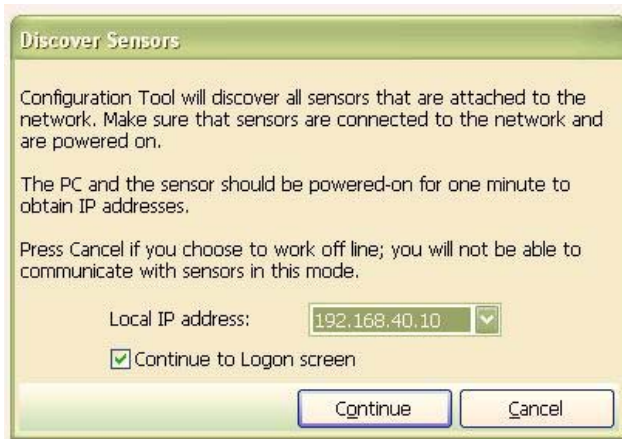 Discover Sensors
Configuration Tool will discover all sensors that are attached to the
network. Make sure that sensors are connected to the network and
are powered on.
The PC and the sensor should be powered-on for one minute to
obtain IP addresses.
Press Cancel if you choose to work off line; you will not be able to
communicate with sensors in this mode.
Local IP address: 192.168.40.10
Continue to Logon screen
Continue Cancel